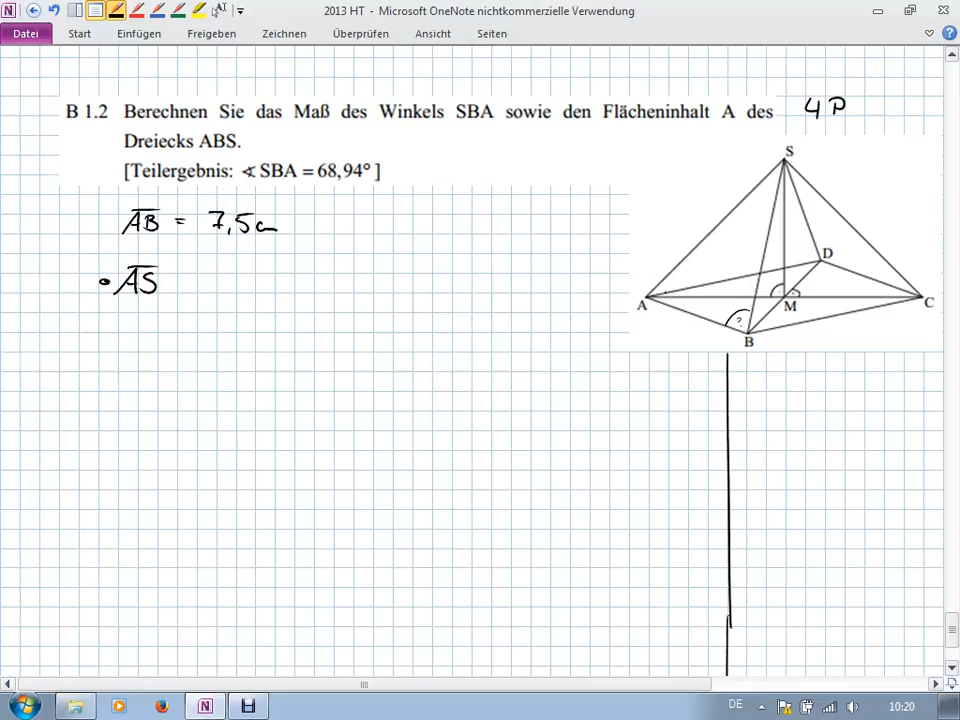 2013 HT - Microsoft OneNote nichtkommerzielle Verwendung
Datei Start Einfügen Freigeben Zeichnen Überprüfen Ansicht Seiten
B 1.2 Berechnen Sie das Maß des Winkels SBA sowie den Flächeninhalt A des
Dreiecks ABS.
[Teilergebnis: ∢ SBA = 68,94° ]
4 P
AB = 7,5cm
• AS
S
D
A
M
C
?
B
DE 10:20